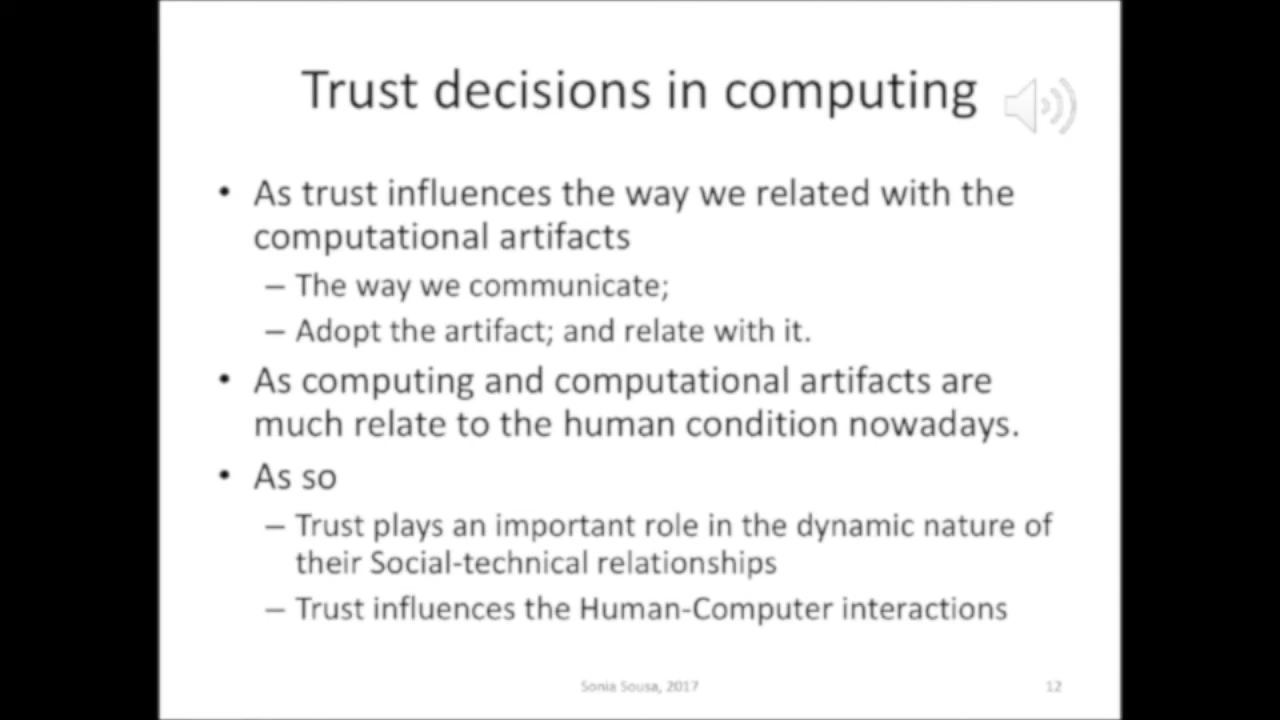 Trust decisions in computing
• As trust influences the way we related with the
computational artifacts
– The way we communicate;
– Adopt the artifact; and relate with it.
• As computing and computational artifacts are
much relate to the human condition nowadays.
• As so
– Trust plays an important role in the dynamic nature of
their Social-technical relationships
– Trust influences the Human-Computer interactions
Sonia Sousa, 2017
12